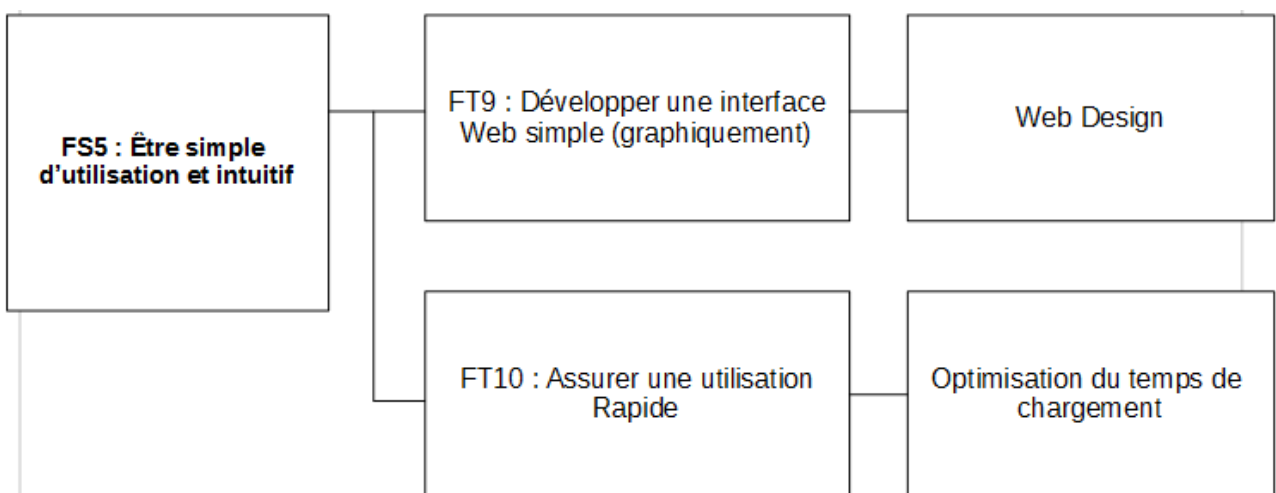 FS5 : Être simple
d’utilisation et intuitif
FT9 : Développer une interface
Web simple (graphiquement)
Web Design
FT10 : Assurer une utilisation
Rapide
Optimisation du temps de
chargement